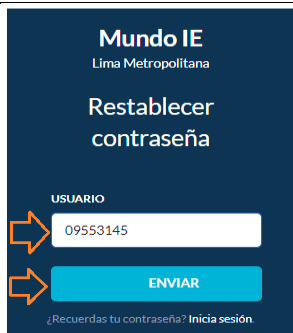 Mundo IE
Lima Metropolitana
Restablecer
contraseña
USUARIO
09553145
ENVIAR
¿Recuerdas tu contraseña? Inicia sesión.